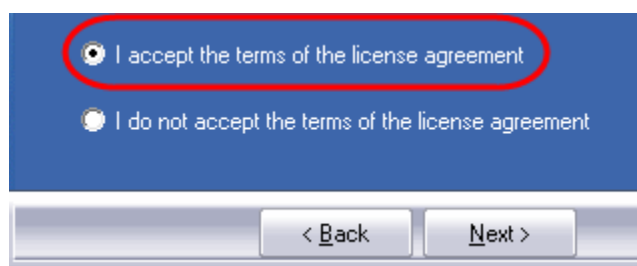 I accept the terms of the license agreement
I do not accept the terms of the license agreement
< Back Next >